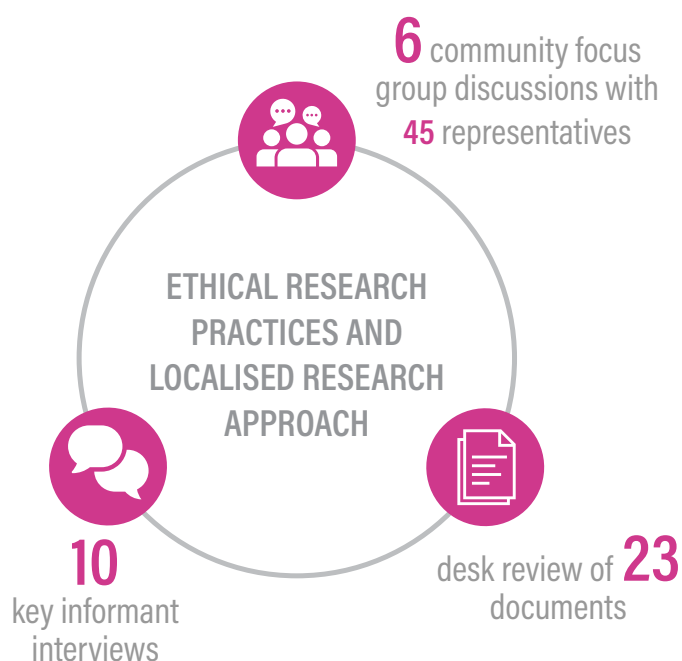 6 community focus
group discussions with
45 representatives
ETHICAL RESEARCH
PRACTICES AND
LOCALISED RESEARCH
APPROACH
10
key informant
interviews
desk review of 23
documents